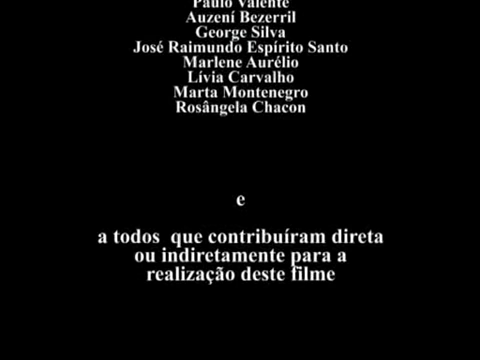 Paulo Valente
Auzení Bezerril
George Silva
José Raimundo Espírito Santo
Marlene Aurélio
Lívia Carvalho
Marta Montenegro
Rosângela Chacon
e
a todos que contribuíram direta
ou indiretamente para a
realização deste filme